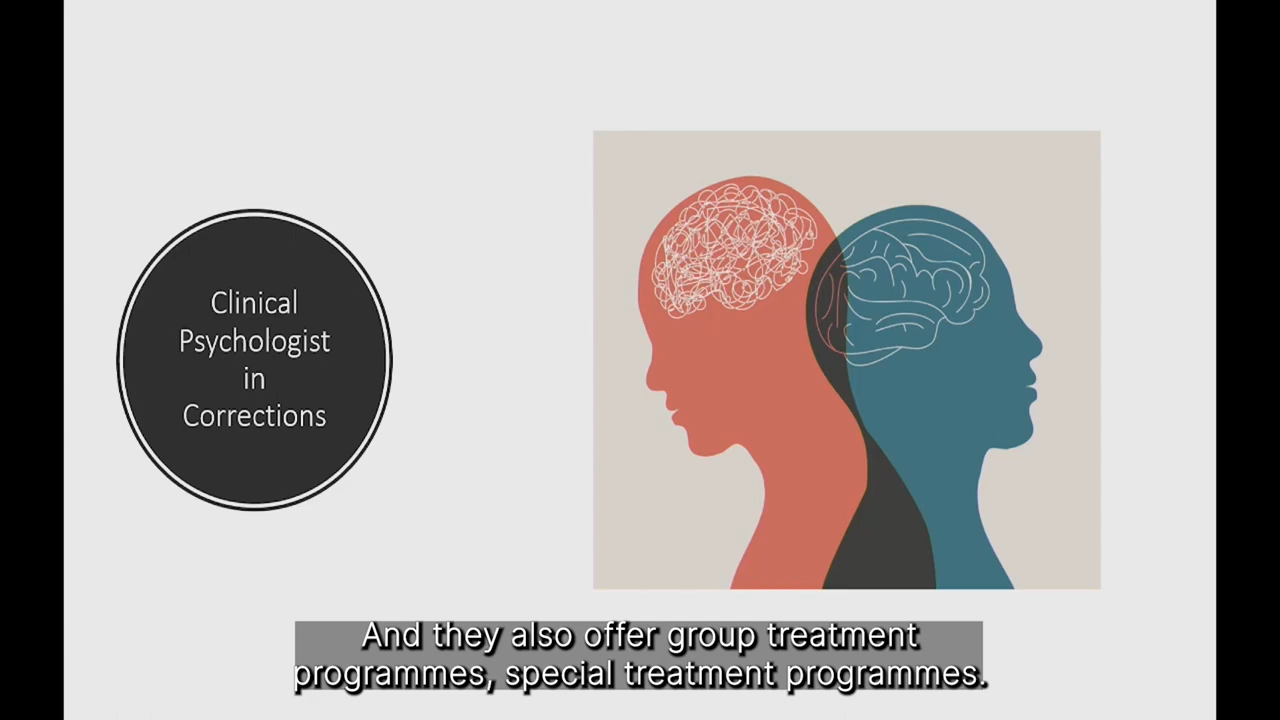 Clinical
Psychologist
in
Corrections
And they also offer group treatment
programmes, special treatment programmes.